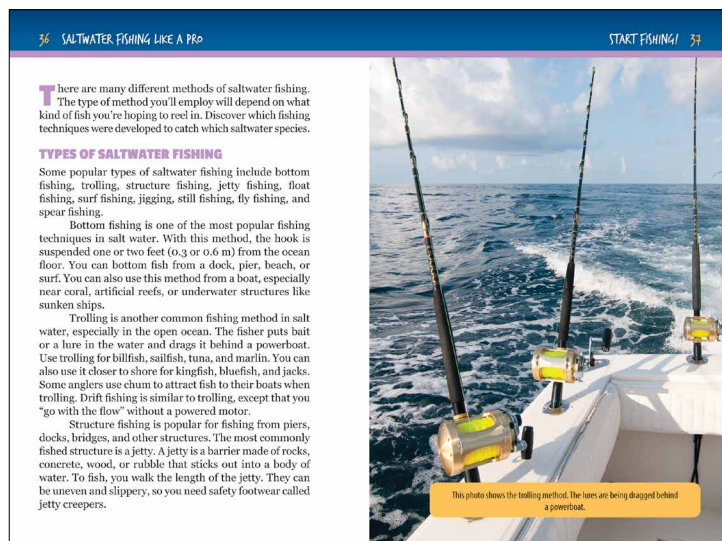 36 SALTWATER FISHING LIKE A PRO
START FISHING! 37
There are many different methods of saltwater fishing.
The type of method you'll employ will depend on what
kind of fish you're hoping to reel in. Discover which fishing
techniques were developed to catch which saltwater species.
TYPES OF SALTWATER FISHING
Some popular types of saltwater fishing include bottom
fishing, trolling, structure fishing, jetty fishing, float
fishing, surf fishing, jigging, still fishing, fly fishing, and
spear fishing.
Bottom fishing is one of the most popular fishing
techniques in salt water. With this method, the hook is
suspended one or two feet (0.3 or 0.6 m) from the ocean
floor. You can bottom fish from a dock, pier, beach, or
surf. You can also use this method from a boat, especially
near coral, artificial reefs, or underwater structures like
sunken ships.
Trolling is another common fishing method in salt
water, especially in the open ocean. The fisher puts bait
or a lure in the water and drags it behind a powerboat.
Use trolling for billfish, sailfish, tuna, and marlin. You can
also use it closer to shore for kingfish, bluefish, and jacks.
Some anglers use chum to attract fish to their boats when
trolling. Drift fishing is similar to trolling, except that you
“go with the flow” without a powered motor.
Structure fishing is popular for fishing from piers,
docks, bridges, and other structures. The most commonly
fished structure is a jetty. A jetty is a barrier made of rocks,
concrete, wood, or rubble that sticks out into a body of
water. To fish, you walk the length of the jetty. They can
be uneven and slippery, so you need safety footwear called
jetty creepers.
This photo shows the trolling method. The lures are being dragged behind
a powerboat.